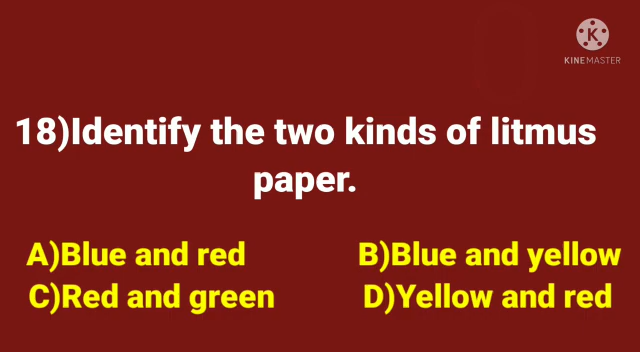 KINEMASTER
18)Identify the two kinds of litmus
paper.
A)Blue and red B)Blue and yellow
C)Red and green D)Yellow and red